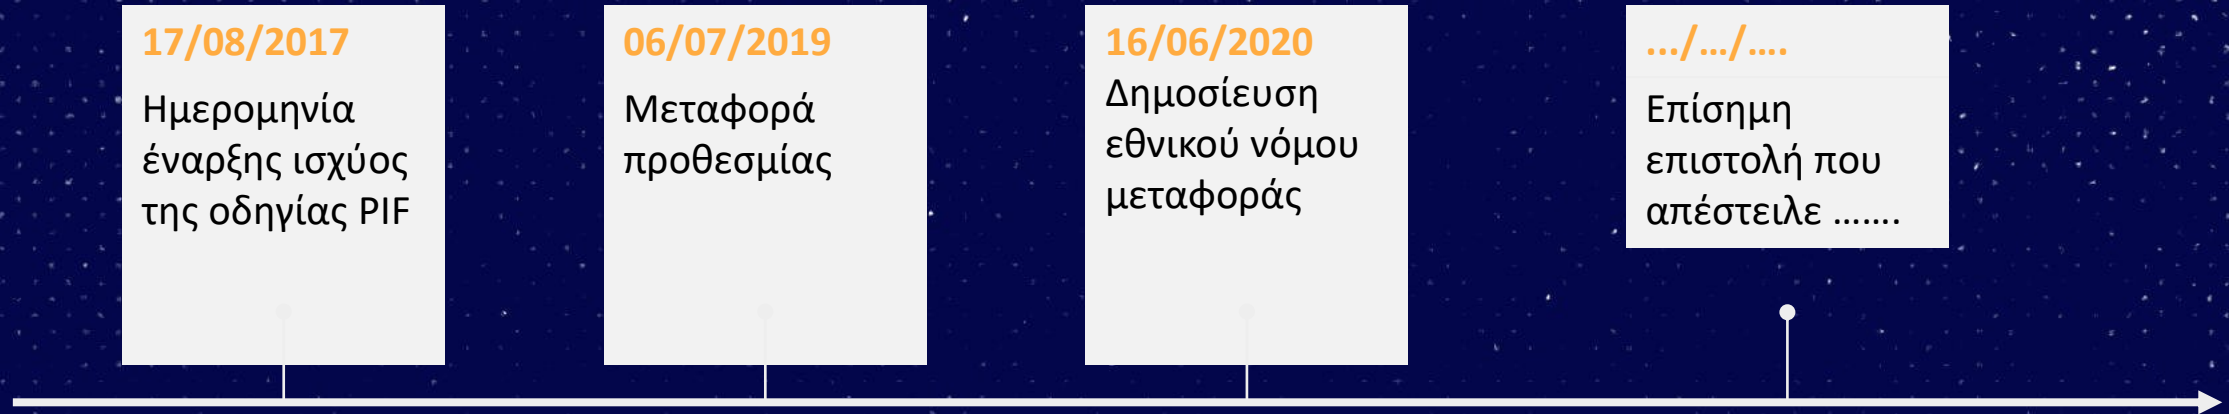 17/08/2017
Ημερομηνία
έναρξης ισχύος
της οδηγίας PIF
06/07/2019
Μεταφορά
προθεσμίας
16/06/2020
Δημοσίευση
εθνικού νόμου
μεταφοράς
.../.../....
Επίσημη
επιστολή που
απέστειλε .......